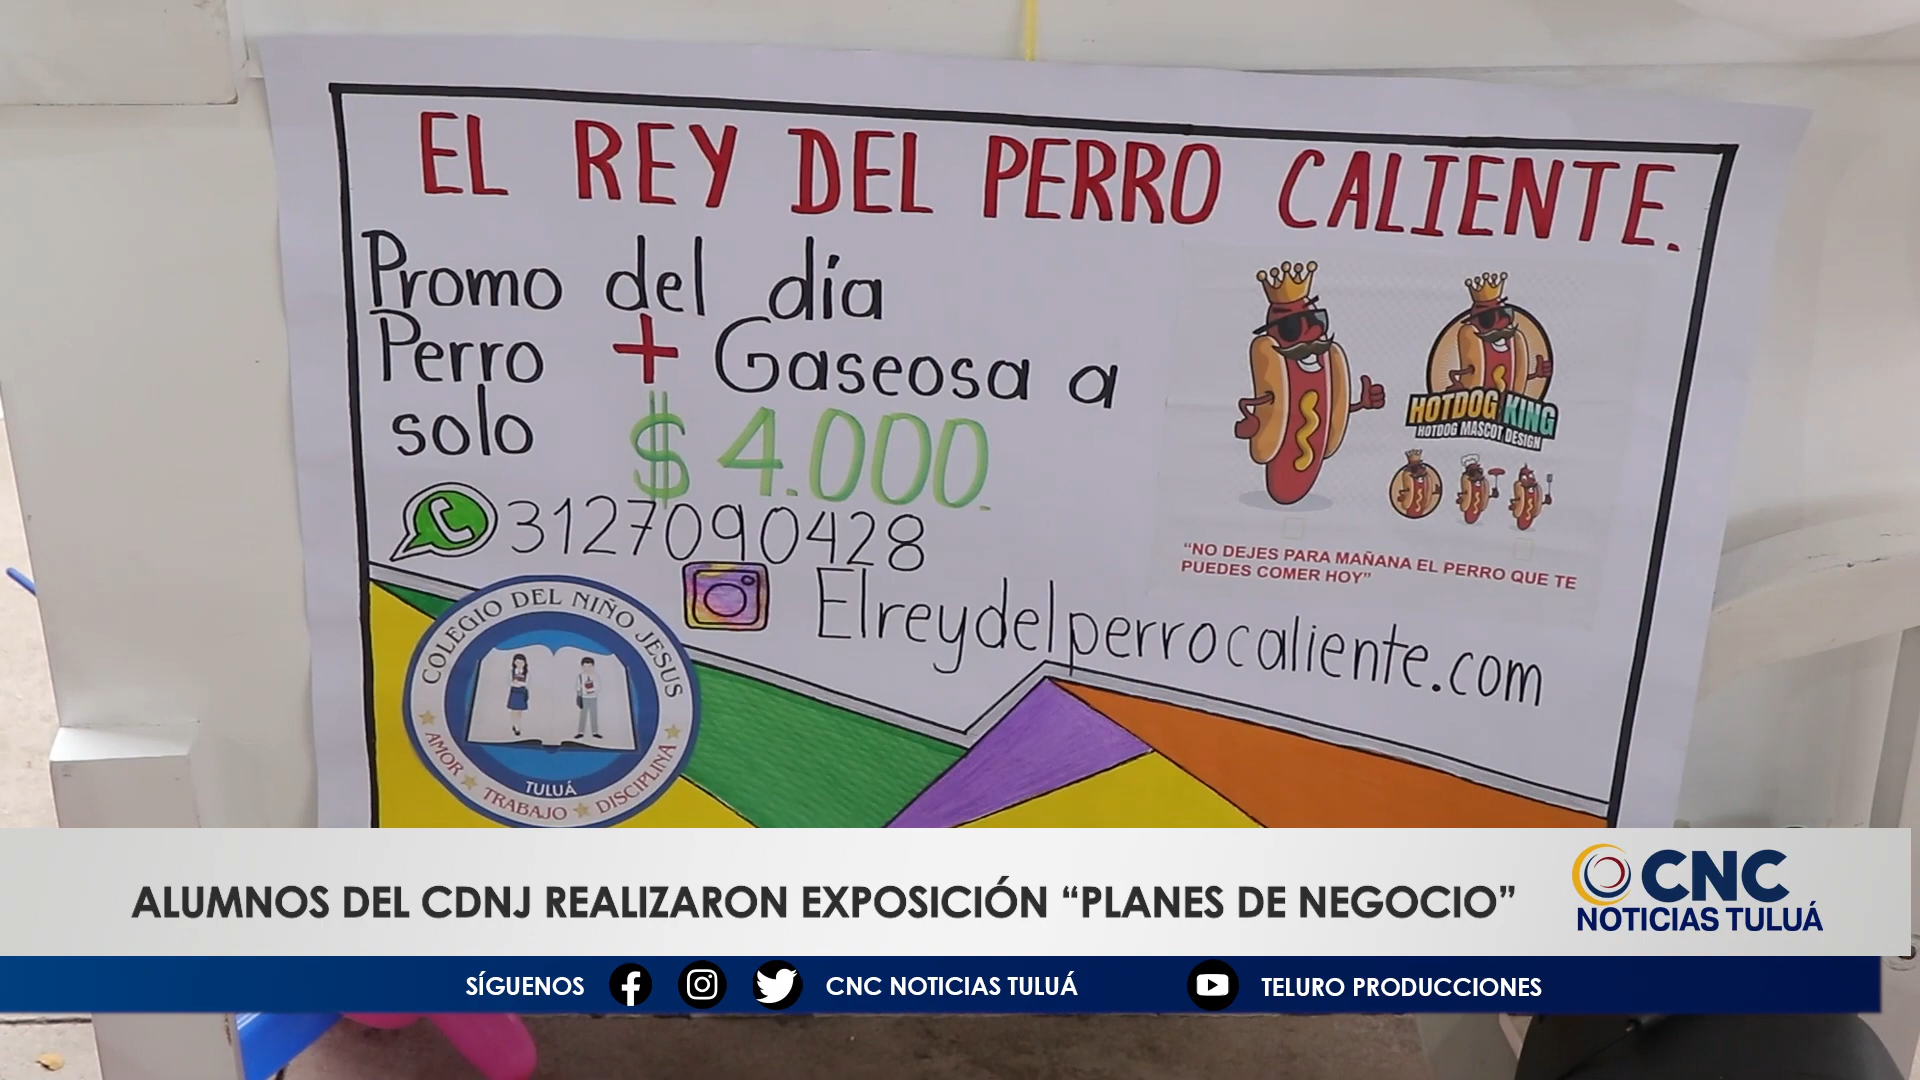 EL REY DEL PERRO CALIENTE.
Promo del día
Perro + Gaseosa a
solo $4.000.
3127090428
Elreydelperrocaliente.com
HOTDOG KING
HOTDOG MASCOT DESIGN
“NO DEJES PARA MAÑANA EL PERRO QUE TE
PUEDES COMER HOY”
COLEGIO DEL NIÑO JESUS
TULUÁ
AMOR TRABAJO DISCIPLINA
ALUMNOS DEL CDNJ REALIZARON EXPOSICIÓN “PLANES DE NEGOCIO”
CNC
NOTICIAS TULUÁ
SÍGUENOS CNC NOTICIAS TULUÁ TELURO PRODUCCIONES